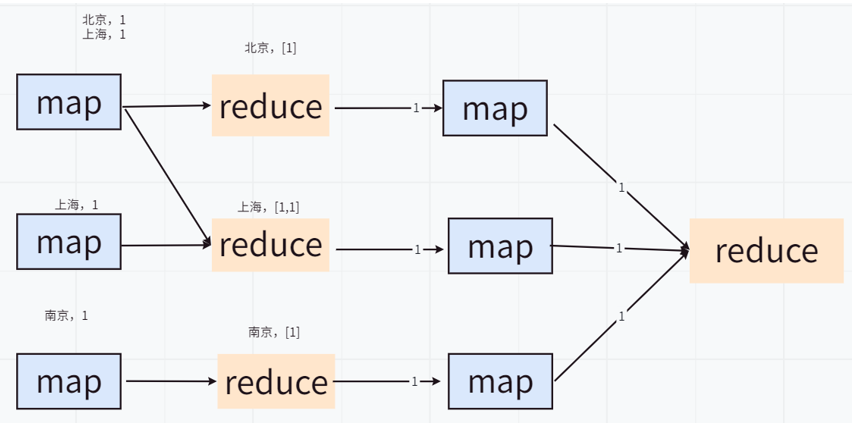 北京，1
上海，1
北京，[1]
map
reduce
1
map
1
上海，1
上海，[1,1]
map
reduce
1
map
1
reduce
南京，1
南京，[1]
1
map
reduce
1
map